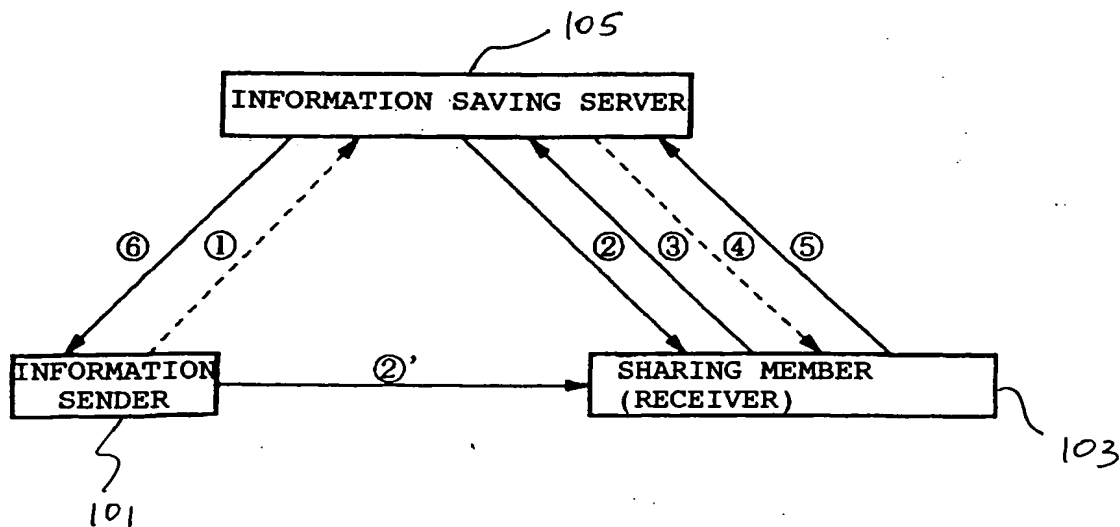 105
INFORMATION SAVING SERVER
⑥ ① ② ③ ④ ⑤
INFORMATION
SENDER
②'
SHARING MEMBER
(RECEIVER)
103
101